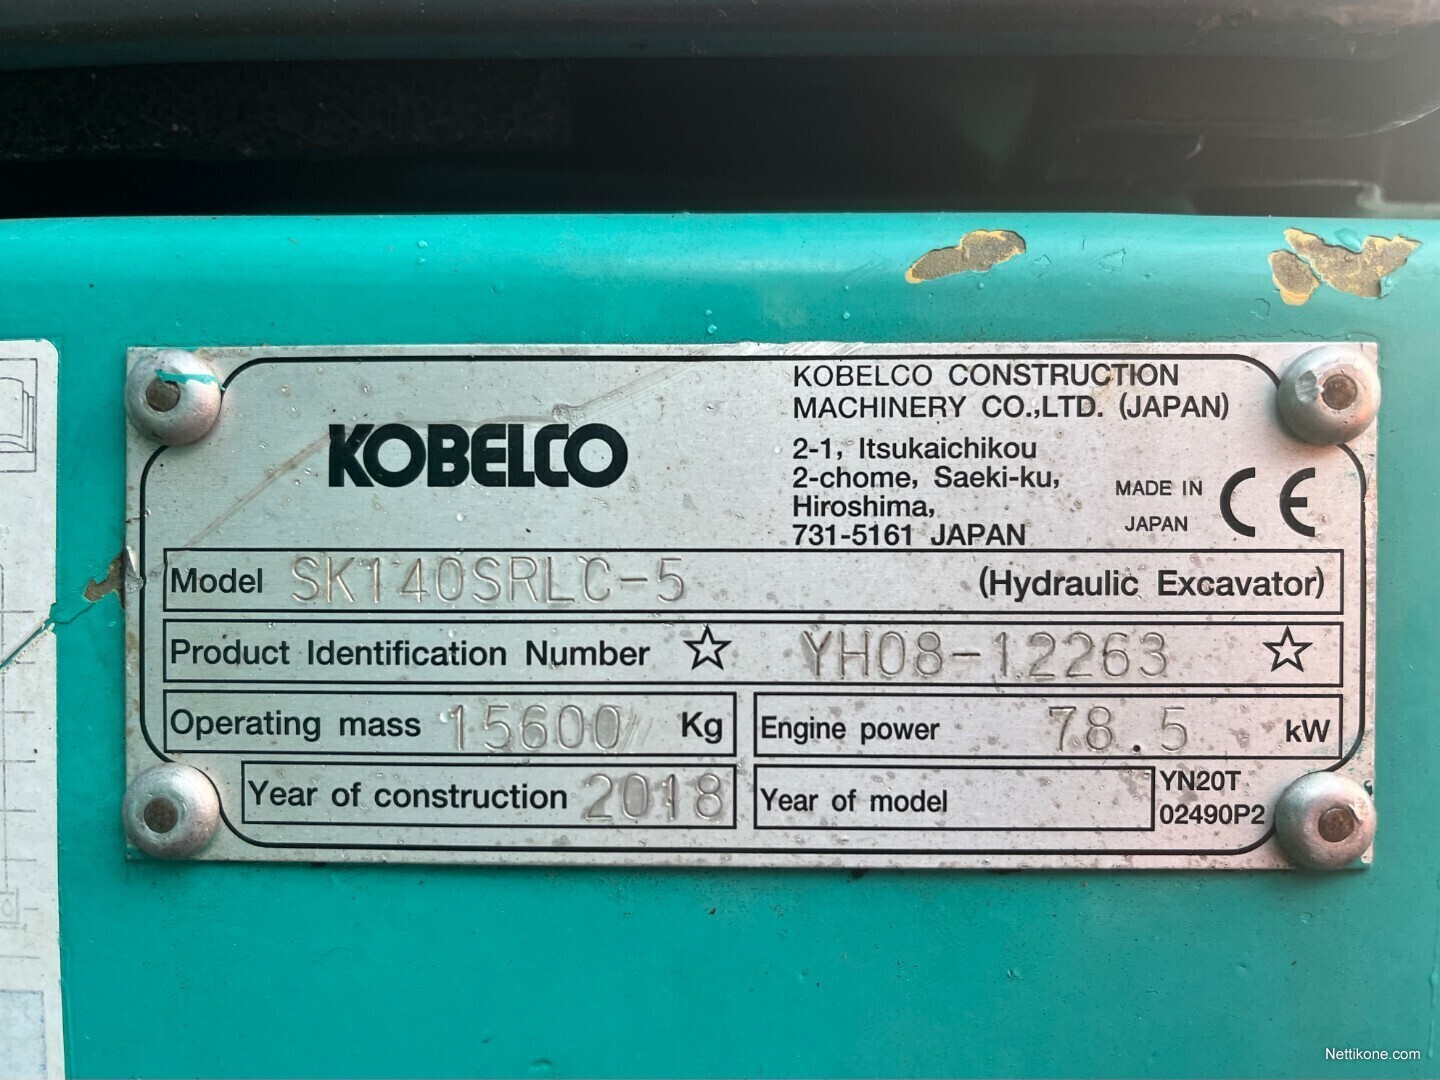 KOBELCO
KOBELCO CONSTRUCTION
MACHINERY CO.,LTD. (JAPAN)
2-1, Itsukaichikou
2-chome, Saeki-ku,
Hiroshima,
731-5161 JAPAN
MADE IN
JAPAN
CE
Model SK140SRLC-5 (Hydraulic Excavator)
Product Identification Number ☆ YH08-12263 ☆
Operating mass 15600 Kg
Engine power 78.5 kW
Year of construction 2018
Year of model
YN20T
02490P2
Nettikone.com